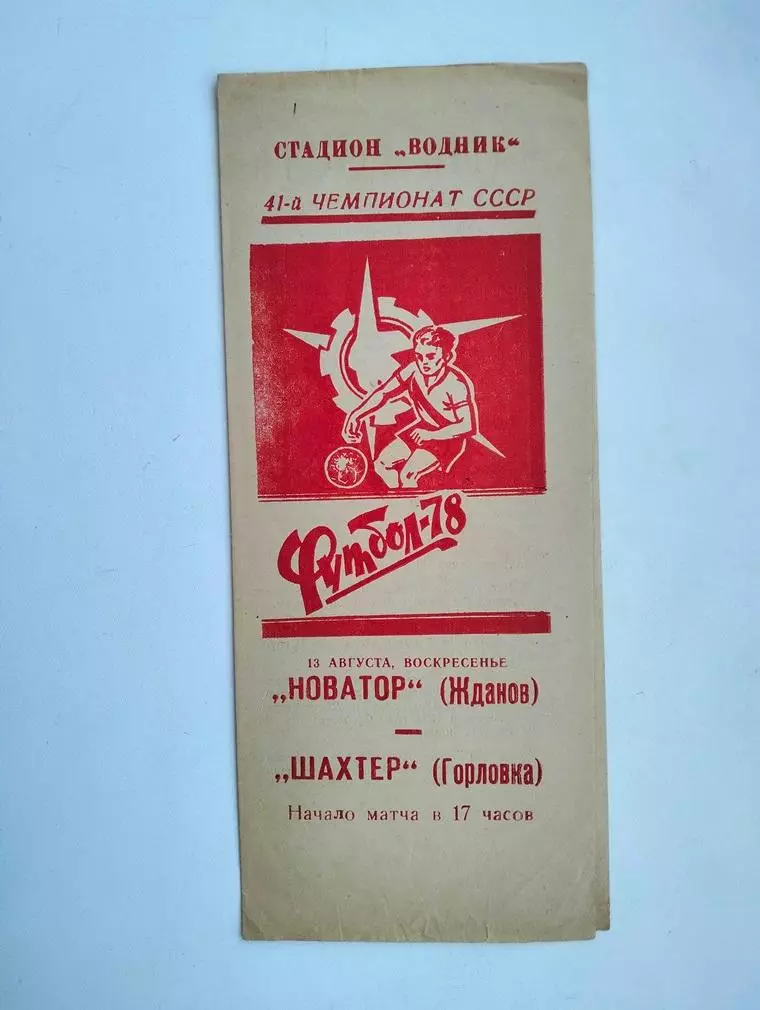 СТАДИОН „ВОДНИК“
41-й ЧЕМПИОНАТ СССР
Футбол-78
13 АВГУСТА, ВОСКРЕСЕНЬЕ
„НОВАТОР“ (Жданов)
—
„ШАХТЕР“ (Горловка)
Начало матча в 17 часов